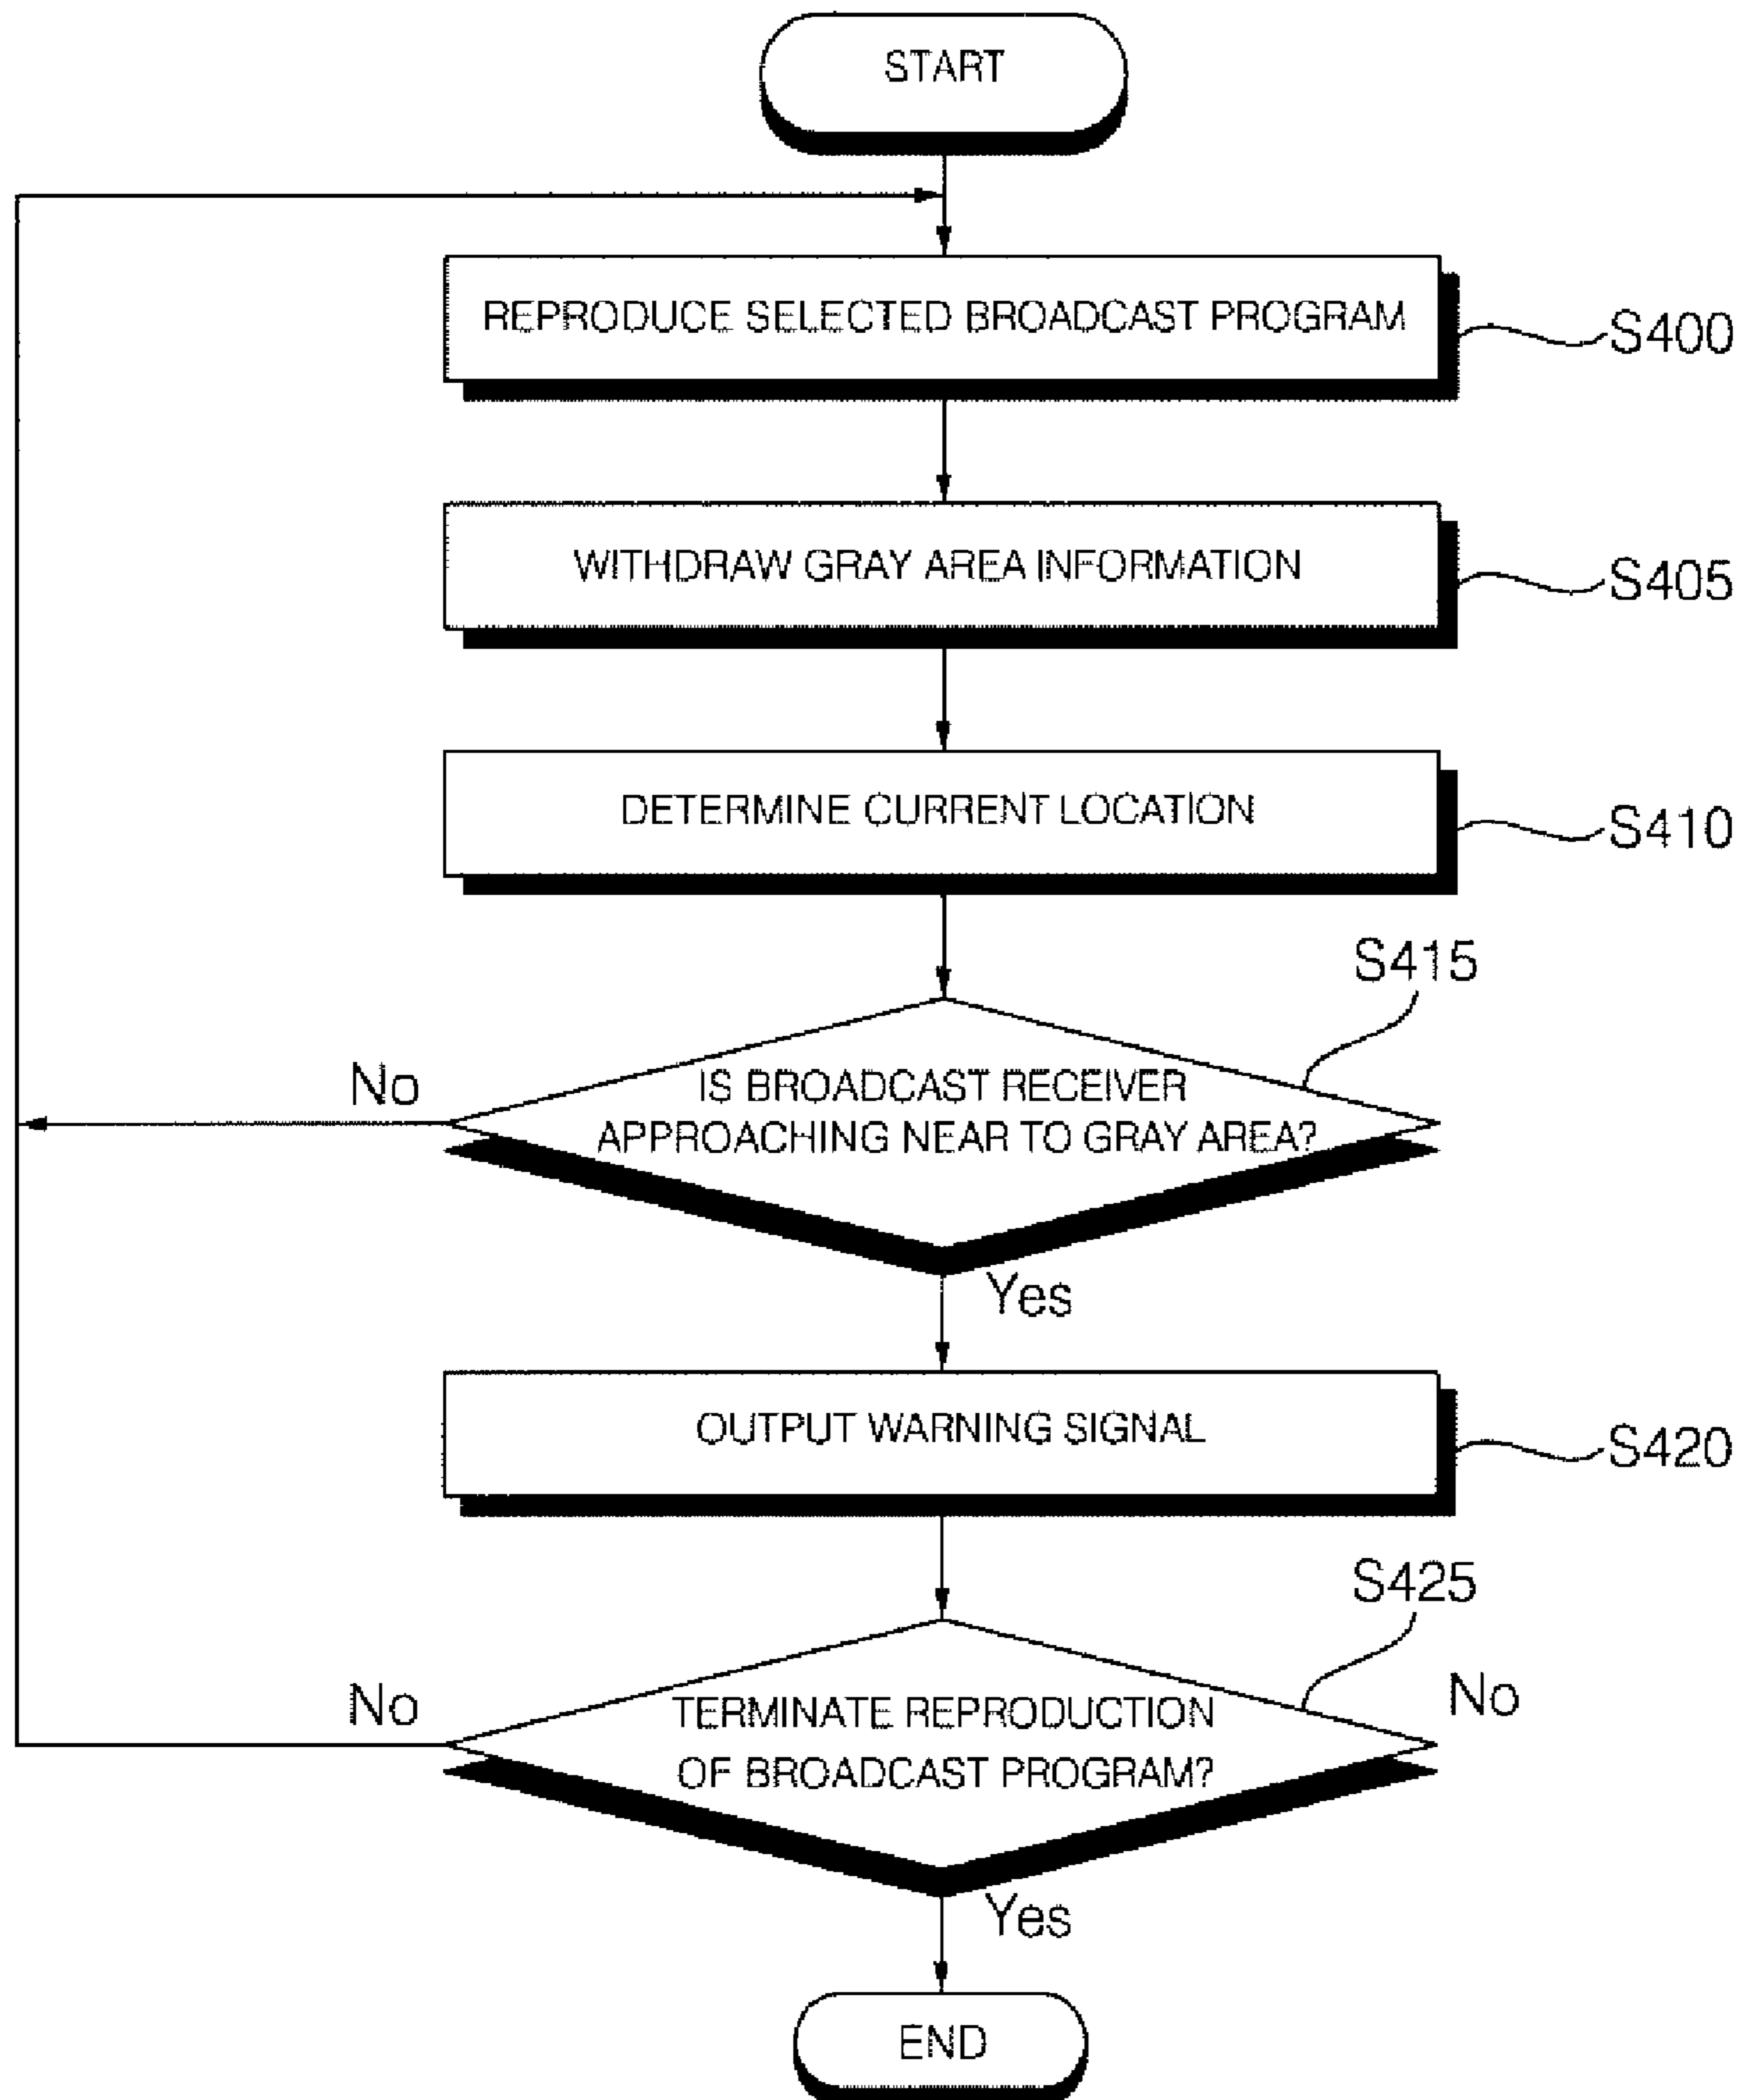 START
REPRODUCE SELECTED BROADCAST PROGRAM
S400
WITHDRAW GRAY AREA INFORMATION
S405
DETERMINE CURRENT LOCATION
S410
S415
No
IS BROADCAST RECEIVER
APPROACHING NEAR TO GRAY AREA?
Yes
OUTPUT WARNING SIGNAL
S420
S425
No
TERMINATE REPRODUCTION
OF BROADCAST PROGRAM?
No
Yes
END